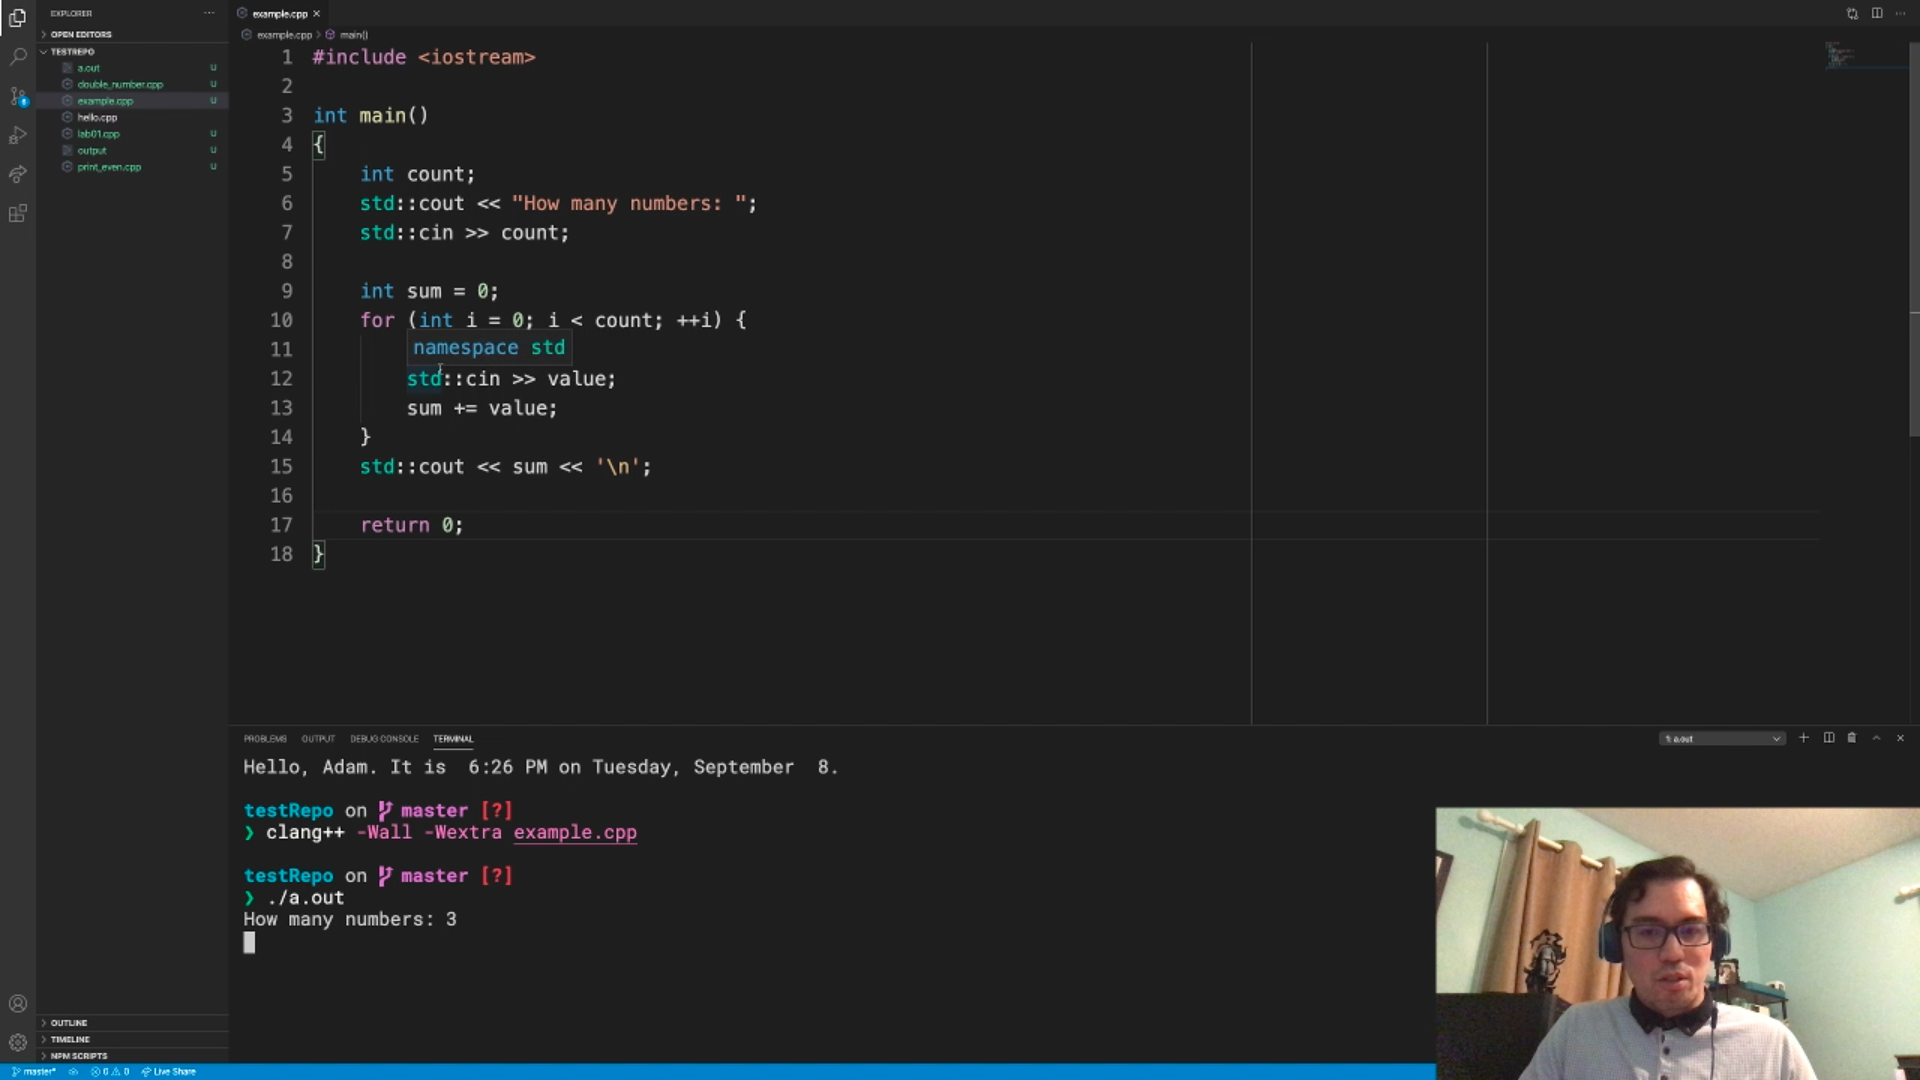 EXPLORER
example.cpp
OPEN EDITORS
example.cpp > main()
TESTREPO
a.out U
double_number.cpp U
example.cpp U
hello.cpp
lab01.cpp U
output U
print_even.cpp U
1 #include <iostream>
2
3 int main()
4 {
5 int count;
6 std::cout << "How many numbers: ";
7 std::cin >> count;
8
9 int sum = 0;
10 for (int i = 0; i < count; ++i) {
11 namespace std
12 std::cin >> value;
13 sum += value;
14 }
15 std::cout << sum << '\n';
16
17 return 0;
18 }
PROBLEMS OUTPUT DEBUG CONSOLE TERMINAL
1: a.out
Hello, Adam. It is 6:26 PM on Tuesday, September 8.
testRepo on master [?]
❯ clang++ -Wall -Wextra example.cpp
testRepo on master [?]
❯ ./a.out
How many numbers: 3
OUTLINE
TIMELINE
NPM SCRIPTS
master* 0 0 Live Share